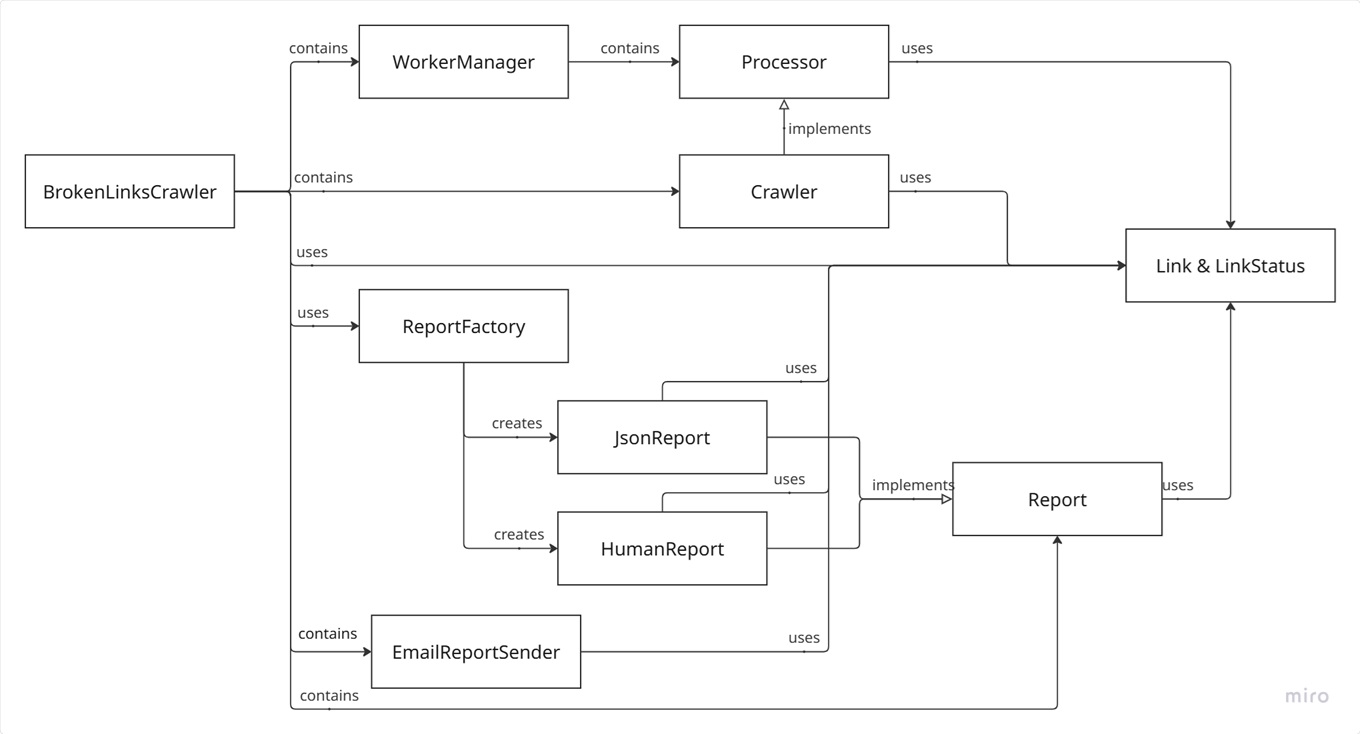 contains
WorkerManager
contains
Processor
uses
implements
BrokenLinksCrawler
contains
Crawler
uses
uses
Link & LinkStatus
uses
ReportFactory
uses
creates
JsonReport
uses
implements
Report
uses
creates
HumanReport
contains
EmailReportSender
uses
contains
miro